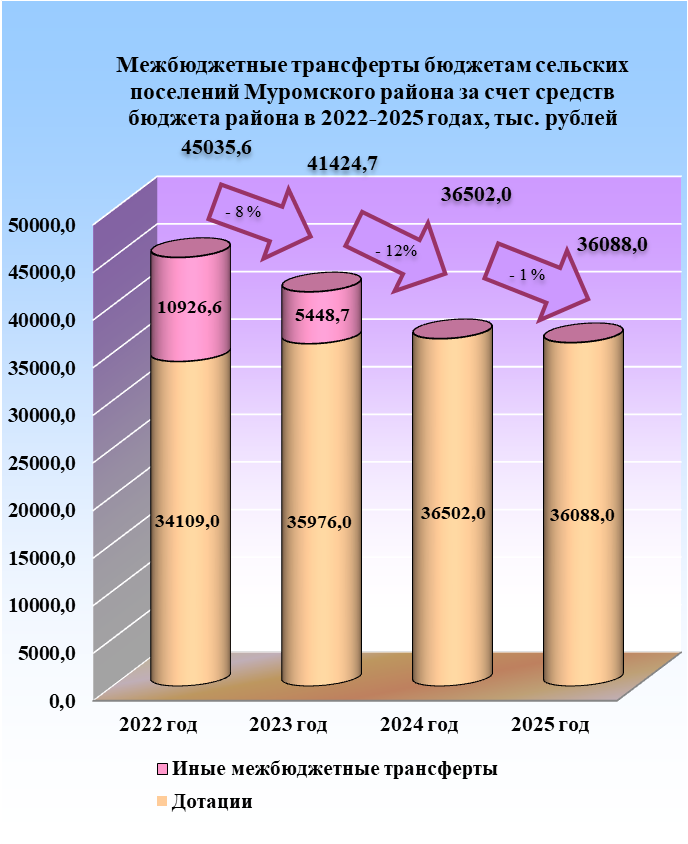 Межбюджетные трансферты бюджетам сельских
поселений Муромского района за счет средств
бюджета района в 2022-2025 годах, тыс. рублей
45035,6
41424,7
36502,0
36088,0
- 8%
- 12%
- 1%
50000,0
45000,0
40000,0
35000,0
30000,0
25000,0
20000,0
15000,0
10000,0
5000,0
0,0
10926,6
5448,7
34109,0
35976,0
36502,0
36088,0
2022 год
2023 год
2024 год
2025 год
Иные межбюджетные трансферты
Дотации